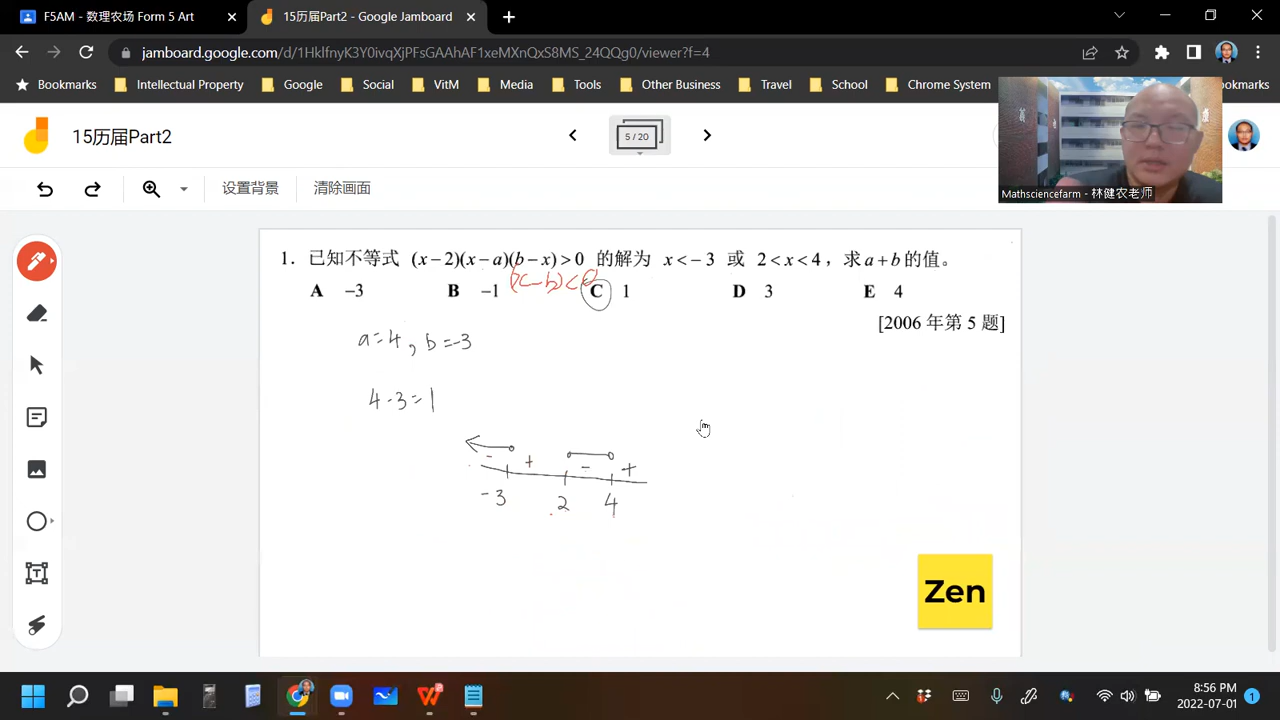 F5AM - 数理农场 Form 5 Art
15历届Part2 - Google Jamboard
jamboard.google.com/d/1HklfnyK3Y0ivqXjPFsGAAhAF1xeMXnQxS8MS_24QQg0/viewer?f=4
Bookmarks Intellectual Property Google Social VitM Media Tools Other Business Travel School Chrome System ookmarks
15历届Part2
5 / 20
设置背景 清除画面
Mathsciencefarm - 林健农老师
1. 已知不等式 (x−2)(x−a)(b−x)>0 的解为 x<−3 或 2<x<4，求a+b的值。
(x-b)<0
A −3 B −1 C 1 D 3 E 4
[2006 年第 5 题]
a=4, b=-3
4-3=1
- + - +
-3 2 4
Zen
8:56 PM
2022-07-01
1